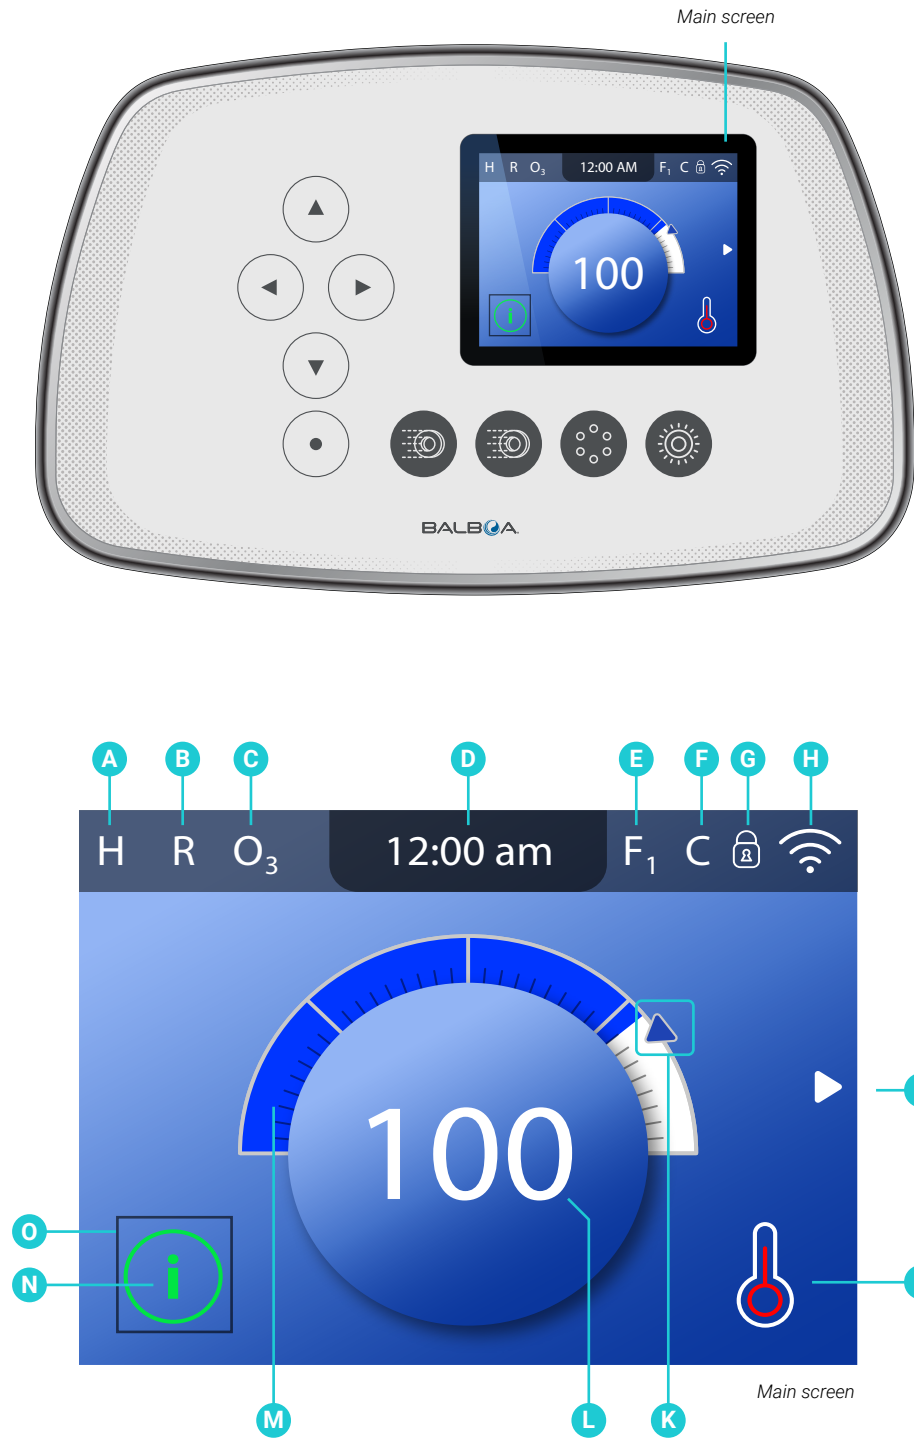 Main screen
H R O₃ 12:00 AM F₁ C
100
i
BALBOA
A B C D E F G H
H R O₃ 12:00 am F₁ C
100
O
i
N
Main screen
M L K